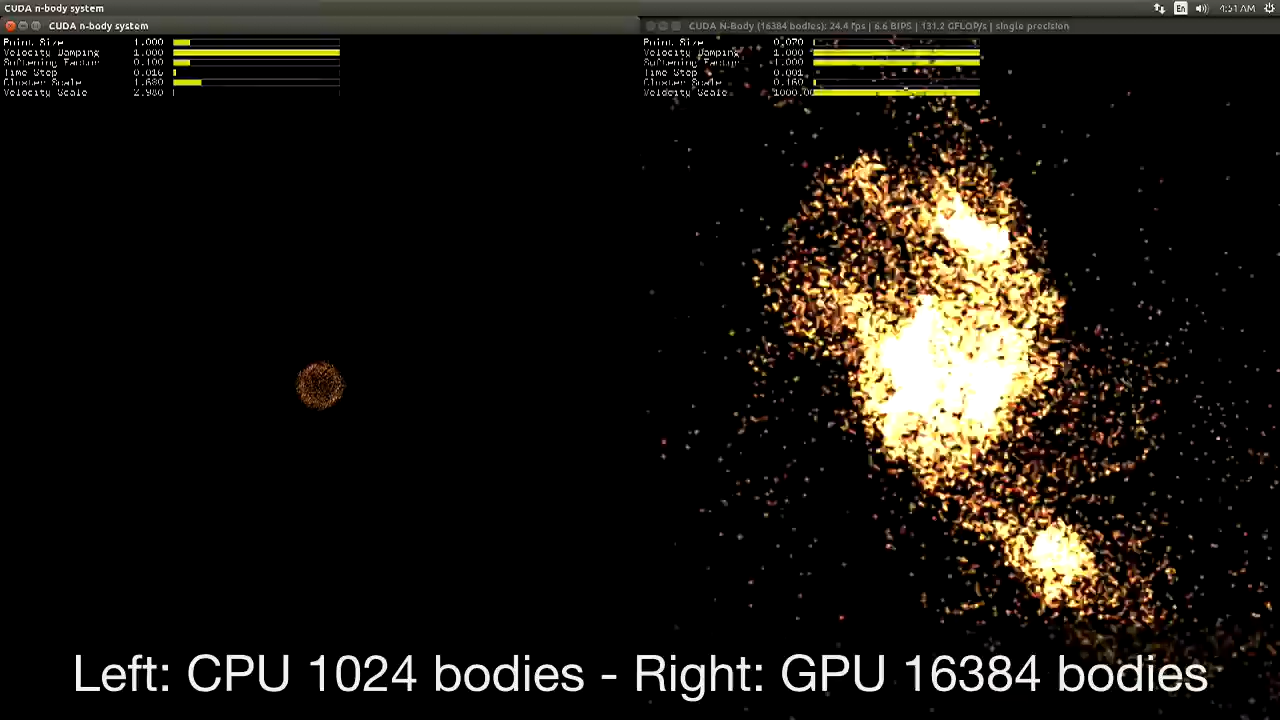 CUDA n-body system
En 4:51 AM
CUDA n-body system
CUDA N-Body (16384 bodies): 24.4 fps | 6.6 BIPS | 131.2 GFLOP/s | single precision
Point Size 1.000
Velocity Damping 1.000
Softening Factor 0.100
Time Step 0.016
Cluster Scale 1.680
Velocity Scale 2.980
Point Size 0.070
Velocity Damping 1.000
Softening Factor 1.000
Time Step 0.001
Cluster Scale 0.160
Velocity Scale 1000.00
Left: CPU 1024 bodies - Right: GPU 16384 bodies